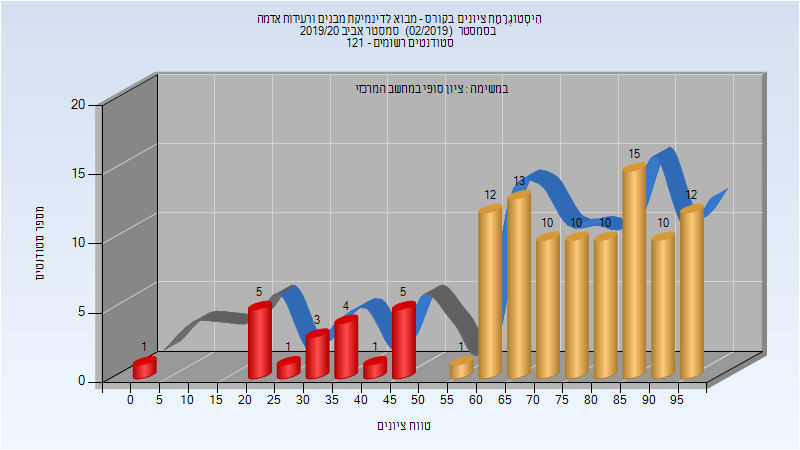 הִיסְטוֹגְרָמַת ציונים בקורס - מבוא לדינמיקת מבנים ורעידות אדמה
בסמסטר (02/2019) סמסטר אביב 2019/20
סטודנטים רשומים - 121
במשימה : ציון סופי במחשב המרכזי
מספר סטודנטים
20
15
10
5
0
1 5 1 3 4 1 5 1 12 13 10 10 10 15 10 12
0 5 10 15 20 25 30 35 40 45 50 55 60 65 70 75 80 85 90 95
טווח ציונים